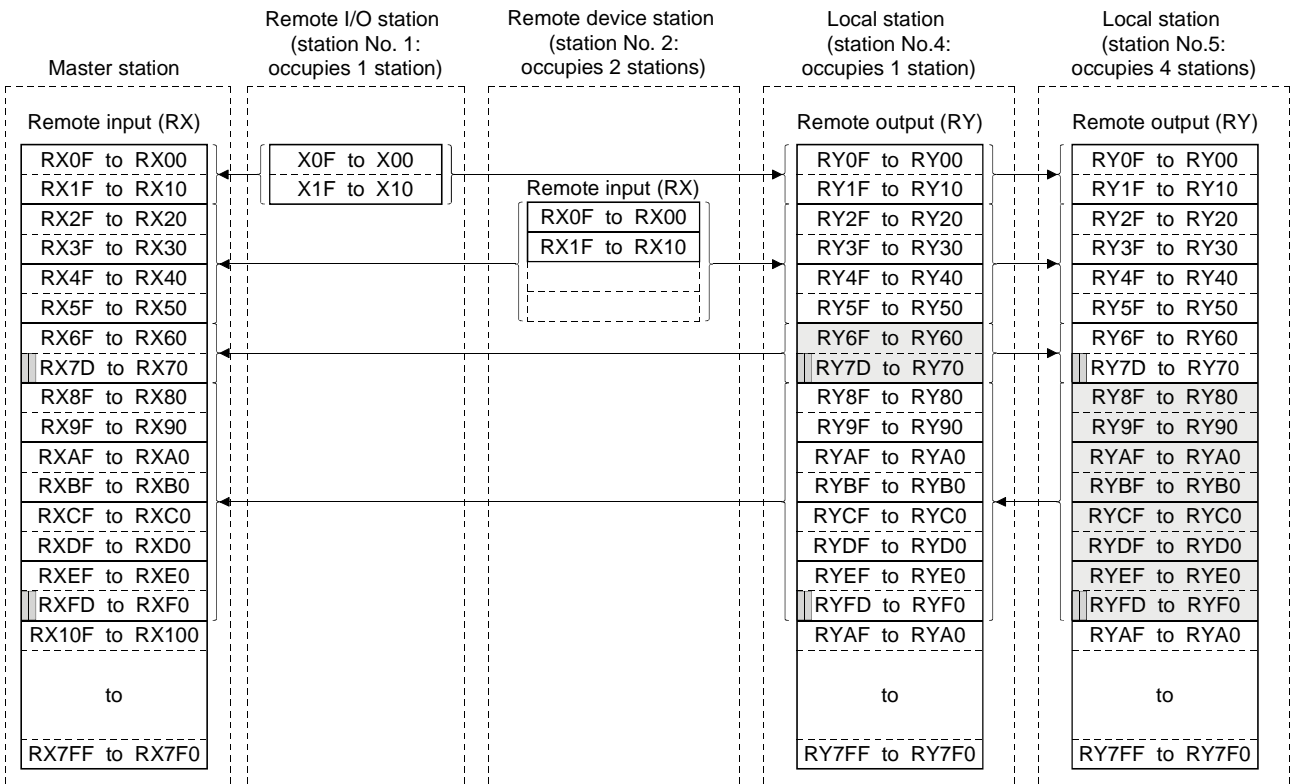 Master station
Remote I/O station
(station No. 1:
occupies 1 station)
Remote device station
(station No. 2:
occupies 2 stations)
Local station
(station No.4:
occupies 1 station)
Local station
(station No.5:
occupies 4 stations)
Remote input (RX)
RX0F to RX00
RX1F to RX10
RX2F to RX20
RX3F to RX30
RX4F to RX40
RX5F to RX50
RX6F to RX60
RX7D to RX70
RX8F to RX80
RX9F to RX90
RXAF to RXA0
RXBF to RXB0
RXCF to RXC0
RXDF to RXD0
RXEF to RXE0
RXFD to RXF0
RX10F to RX100
to
RX7FF to RX7F0
X0F to X00
X1F to X10
Remote input (RX)
RX0F to RX00
RX1F to RX10
Remote output (RY)
RY0F to RY00
RY1F to RY10
RY2F to RY20
RY3F to RY30
RY4F to RY40
RY5F to RY50
RY6F to RY60
RY7D to RY70
RY8F to RY80
RY9F to RY90
RYAF to RYA0
RYBF to RYB0
RYCF to RYC0
RYDF to RYD0
RYEF to RYE0
RYFD to RYF0
RYAF to RYA0
to
RY7FF to RY7F0
Remote output (RY)
RY0F to RY00
RY1F to RY10
RY2F to RY20
RY3F to RY30
RY4F to RY40
RY5F to RY50
RY6F to RY60
RY7D to RY70
RY8F to RY80
RY9F to RY90
RYAF to RYA0
RYBF to RYB0
RYCF to RYC0
RYDF to RYD0
RYEF to RYE0
RYFD to RYF0
RYAF to RYA0
to
RY7FF to RY7F0